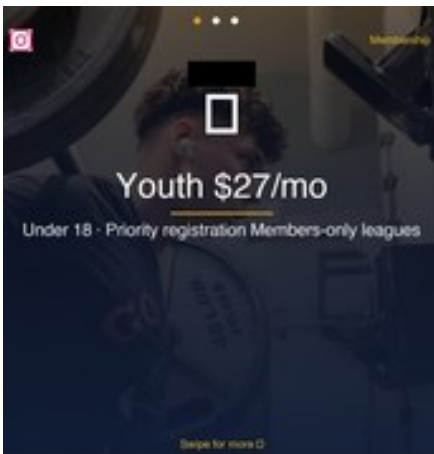 Membership
Youth $27/mo
Under 18 · Priority registration Members-only leagues
Swipe for more